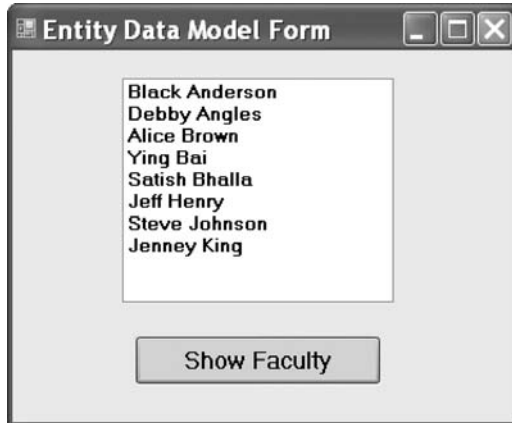 Entity Data Model Form
Black Anderson
Debby Angles
Alice Brown
Ying Bai
Satish Bhalla
Jeff Henry
Steve Johnson
Jenney King
Show Faculty